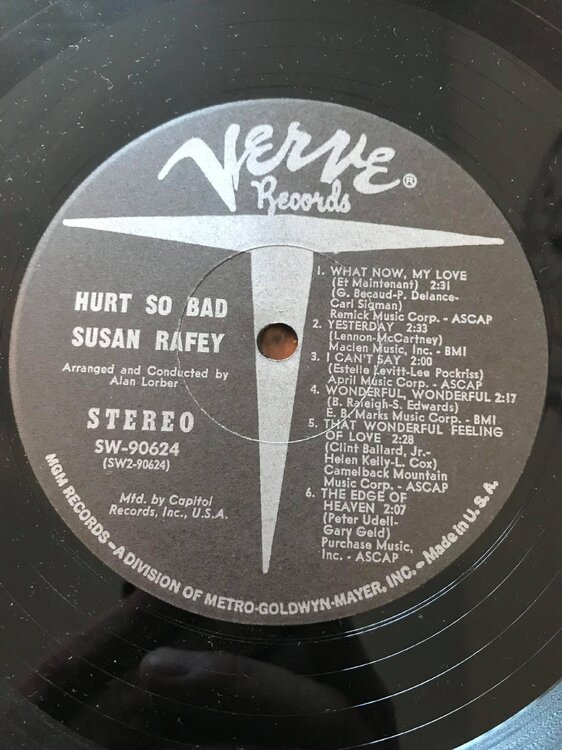 VERVE ®
Records
HURT SO BAD
SUSAN RAFEY
Arranged and Conducted by
Alan Lorber
STEREO
SW-90624
(SW2-90624)
Mfd. by Capitol
Records, Inc., U.S.A.
1. WHAT NOW, MY LOVE
(Et Maintenant) 2:31
(G. Becaud-P. Delance-
Carl Sigman)
Remick Music Corp. - ASCAP
2. YESTERDAY 2:33
(Lennon-McCartney)
Maclen Music, Inc. - BMI
3. I CAN'T SAY 2:00
(Estelle Levitt-Lee Pockriss)
April Music Corp. - ASCAP
4. WONDERFUL, WONDERFUL 2:17
(B. Raleigh-S. Edwards)
E. B. Marks Music Corp. - BMI
5. THAT WONDERFUL FEELING
OF LOVE 2:28
(Clint Ballard, Jr.-
Helen Kelly-L. Cox)
Camelback Mountain
Music Corp. - ASCAP
6. THE EDGE OF
HEAVEN 2:07
(Peter Udell-
Gary Geld)
Purchase Music,
Inc. - ASCAP
MGM RECORDS - A DIVISION OF METRO-GOLDWYN-MAYER, INC. - Made in U.S.A.